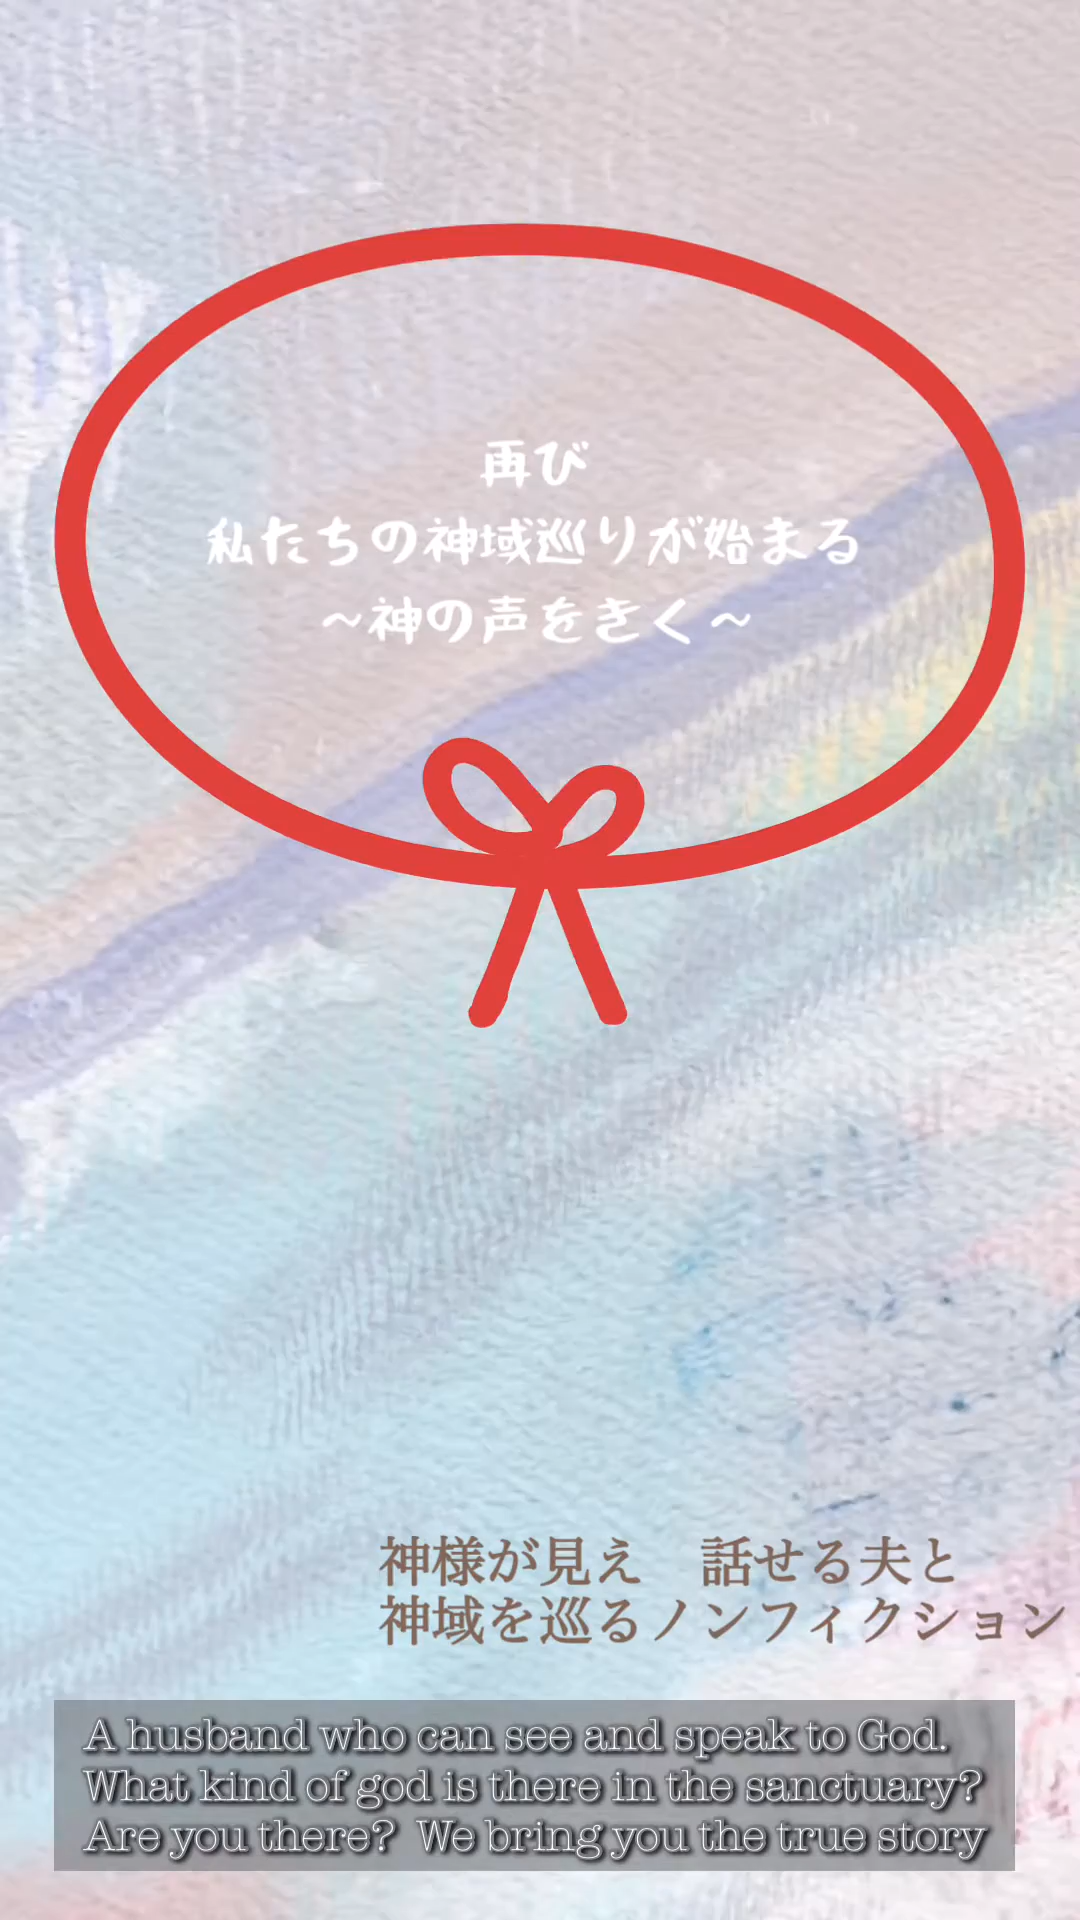 再び
私たちの神域巡りが始まる
～神の声をきく～
神様が見え　話せる夫と
神域を巡るノンフィクション
A husband who can see and speak to God.
What kind of god is there in the sanctuary?
Are you there?  We bring you the true story